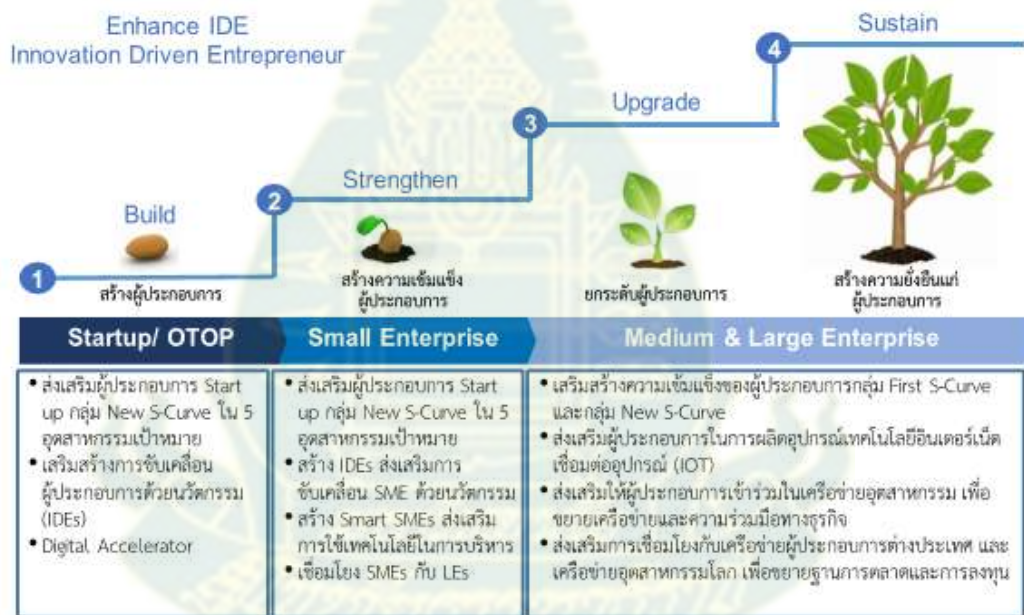 Enhance IDE
Innovation Driven Entrepreneur
4
Sustain
3
Upgrade
2
Strengthen
1
Build
สร้างผู้ประกอบการ
สร้างความเข้มแข็ง
ผู้ประกอบการ
ยกระดับผู้ประกอบการ
สร้างความยั่งยืนแก่
ผู้ประกอบการ
Startup/ OTOP
Small Enterprise
Medium & Large Enterprise
• ส่งเสริมผู้ประกอบการ Start
up กลุ่ม New S-Curve ใน 5
อุตสาหกรรมเป้าหมาย
• เสริมสร้างการขับเคลื่อน
ผู้ประกอบการด้วยนวัตกรรม
(IDEs)
• Digital Accelerator
• ส่งเสริมผู้ประกอบการ Start
up กลุ่ม New S-Curve ใน 5
อุตสาหกรรมเป้าหมาย
• สร้าง IDEs ส่งเสริมการ
ขับเคลื่อน SME ด้วยนวัตกรรม
• สร้าง Smart SMEs ส่งเสริม
การใช้เทคโนโลยีในการบริหาร
• เชื่อมโยง SMEs กับ LEs
• เสริมสร้างความเข้มแข็งของผู้ประกอบการกลุ่ม First S-Curve
และกลุ่ม New S-Curve
• ส่งเสริมผู้ประกอบการในการผลิตอุปกรณ์เทคโนโลยีอินเตอร์เน็ต
เชื่อมต่ออุปกรณ์ (IOT)
• ส่งเสริมให้ผู้ประกอบการเข้าร่วมในเครือข่ายอุตสาหกรรม เพื่อ
ขยายเครือข่ายและความร่วมมือทางธุรกิจ
• ส่งเสริมการเชื่อมโยงกับเครือข่ายผู้ประกอบการต่างประเทศ และ
เครือข่ายอุตสาหกรรมโลก เพื่อขยายฐานการตลาดและการลงทุน